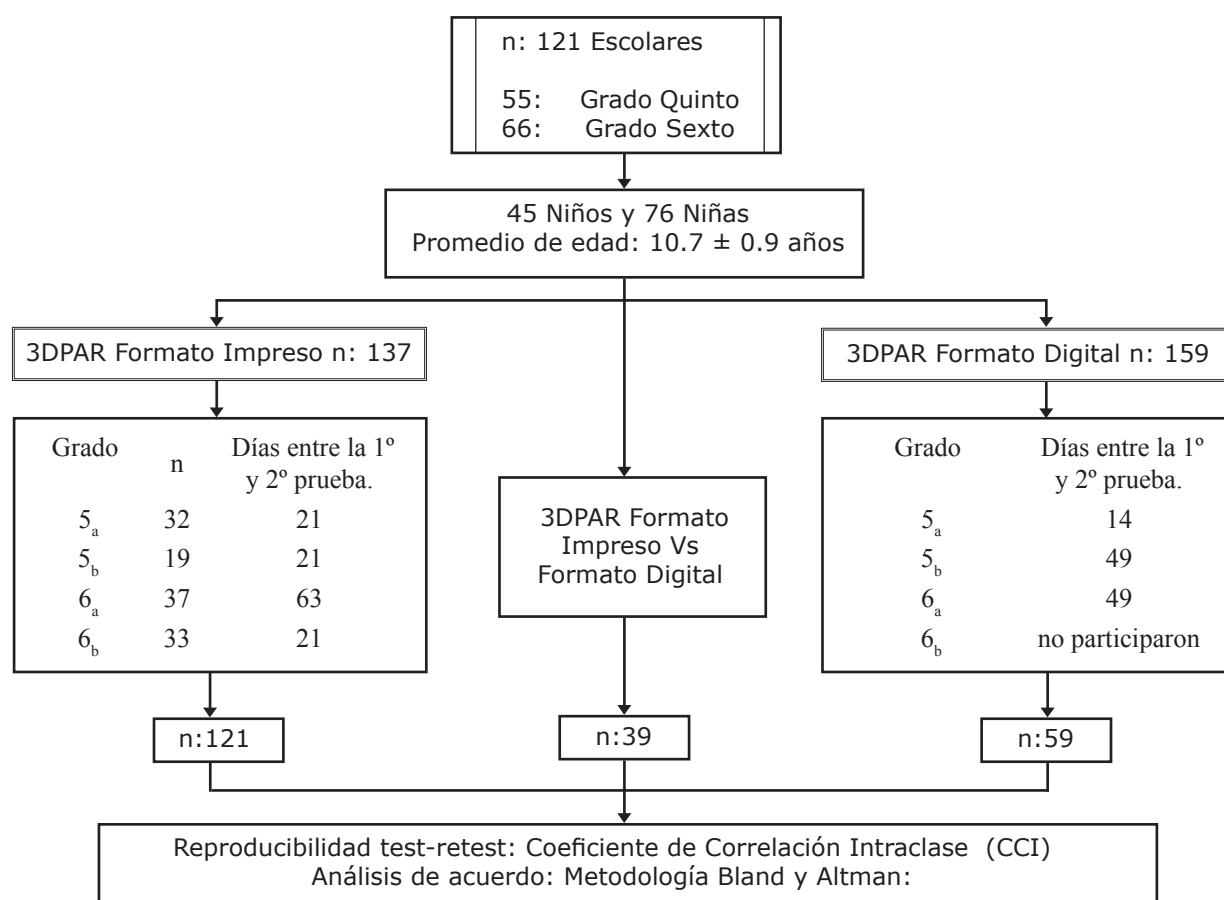 n: 121 Escolares
55: Grado Quinto
66: Grado Sexto
45 Niños y 76 Niñas
Promedio de edad: 10.7 ± 0.9 años
3DPAR Formato Impreso n: 137
3DPAR Formato Digital n: 159
Grado n Días entre la 1º
y 2º prueba.
5a 32 21
5b 19 21
6a 37 63
6b 33 21
3DPAR Formato
Impreso Vs
Formato Digital
Grado Días entre la 1º
y 2º prueba.
5a 14
5b 49
6a 49
6b no participaron
n:121
n:39
n:59
Reproducibilidad test-retest: Coeficiente de Correlación Intraclase (CCI)
Análisis de acuerdo: Metodología Bland y Altman: